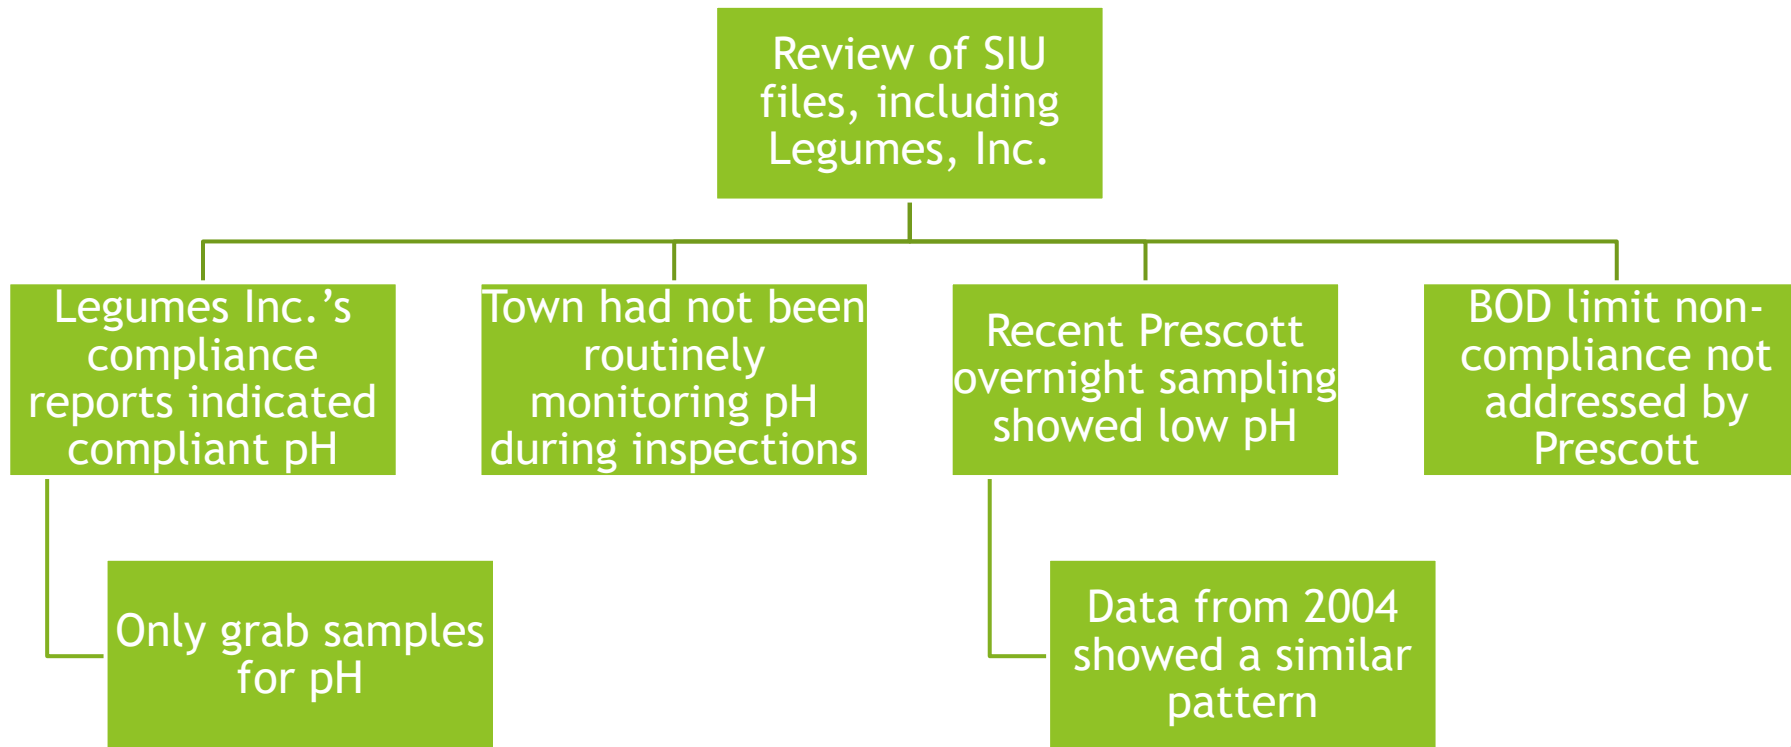 Review of SIU
files, including
Legumes, Inc.
Legumes Inc.’s
compliance
reports indicated
compliant pH
Town had not been
routinely
monitoring pH
during inspections
Recent Prescott
overnight sampling
showed low pH
BOD limit non-
compliance not
addressed by
Prescott
Only grab samples
for pH
Data from 2004
showed a similar
pattern